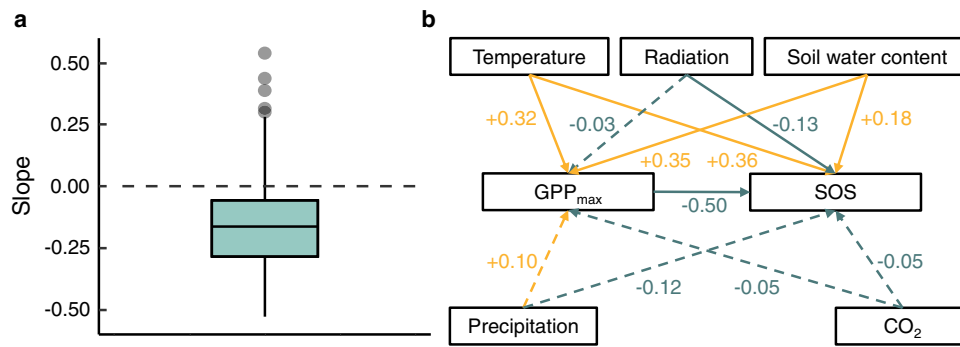 a
Slope
0.50
0.25
0.00
-0.25
-0.50
b
Temperature
Radiation
Soil water content
+0.32
-0.03
-0.13
+0.18
+0.35
+0.36
GPPmax
SOS
-0.50
+0.10
-0.12
-0.05
-0.05
Precipitation
CO2